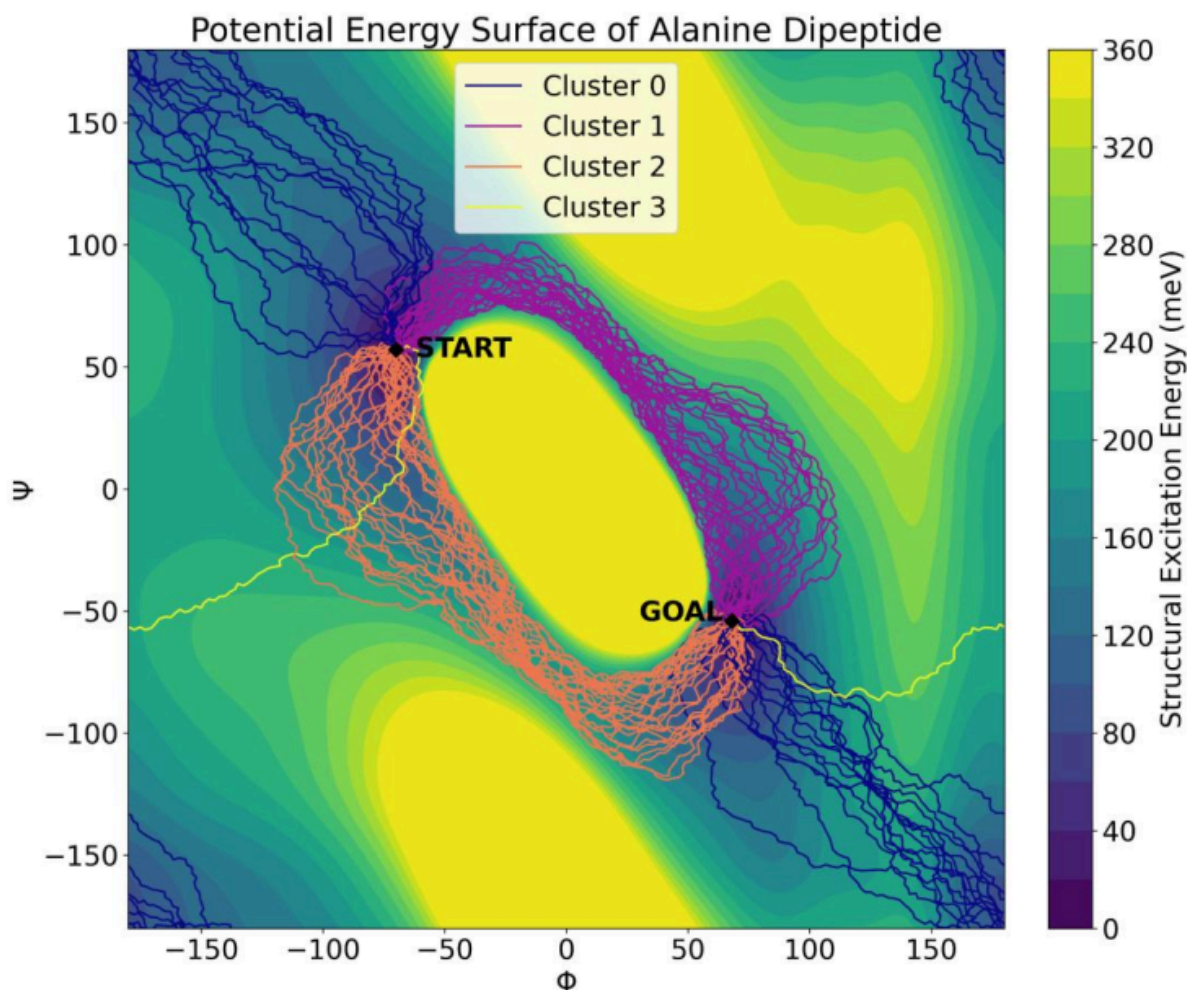 Potential Energy Surface of Alanine Dipeptide
Cluster 0
Cluster 1
Cluster 2
Cluster 3
START
GOAL
150
100
50
0
−50
−100
−150
Ψ
−150
−100
−50
0
50
100
150
Φ
360
320
280
240
200
160
120
80
40
0
Structural Excitation Energy (meV)